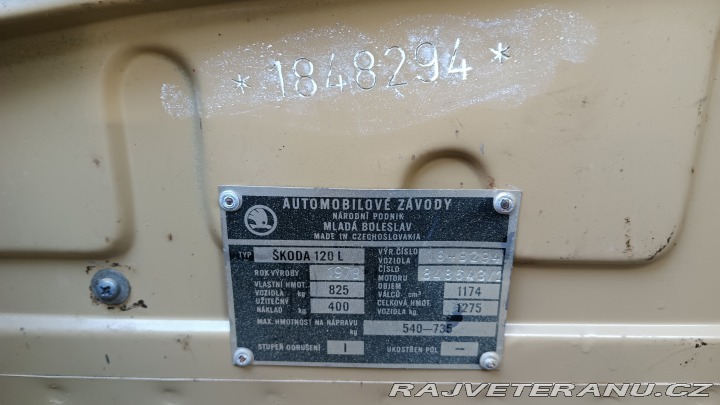 *1848294*
AUTOMOBILOVÉ ZÁVODY
NÁRODNÍ PODNIK
MLADÁ BOLESLAV
MADE IN CZECHOSLOVAKIA
TYP ŠKODA 120 L
VÝR. ČÍSLO VOZIDLA 1848294
ROK VÝROBY
ČÍSLO MOTORU
VLASTNÍ HMOT. VOZIDLA kg 825
OBJEM VÁLCŮ cm³ 1174
UŽITEČNÝ NÁKLAD kg 400
CELKOVÁ HMOT. kg 1275
MAX. HMOTNOST NA NÁPRAVU kg 540-735
STUPEŇ ODRUŠENÍ I
UKOSTŘEN PÓL –
RAJVETERANU.CZ